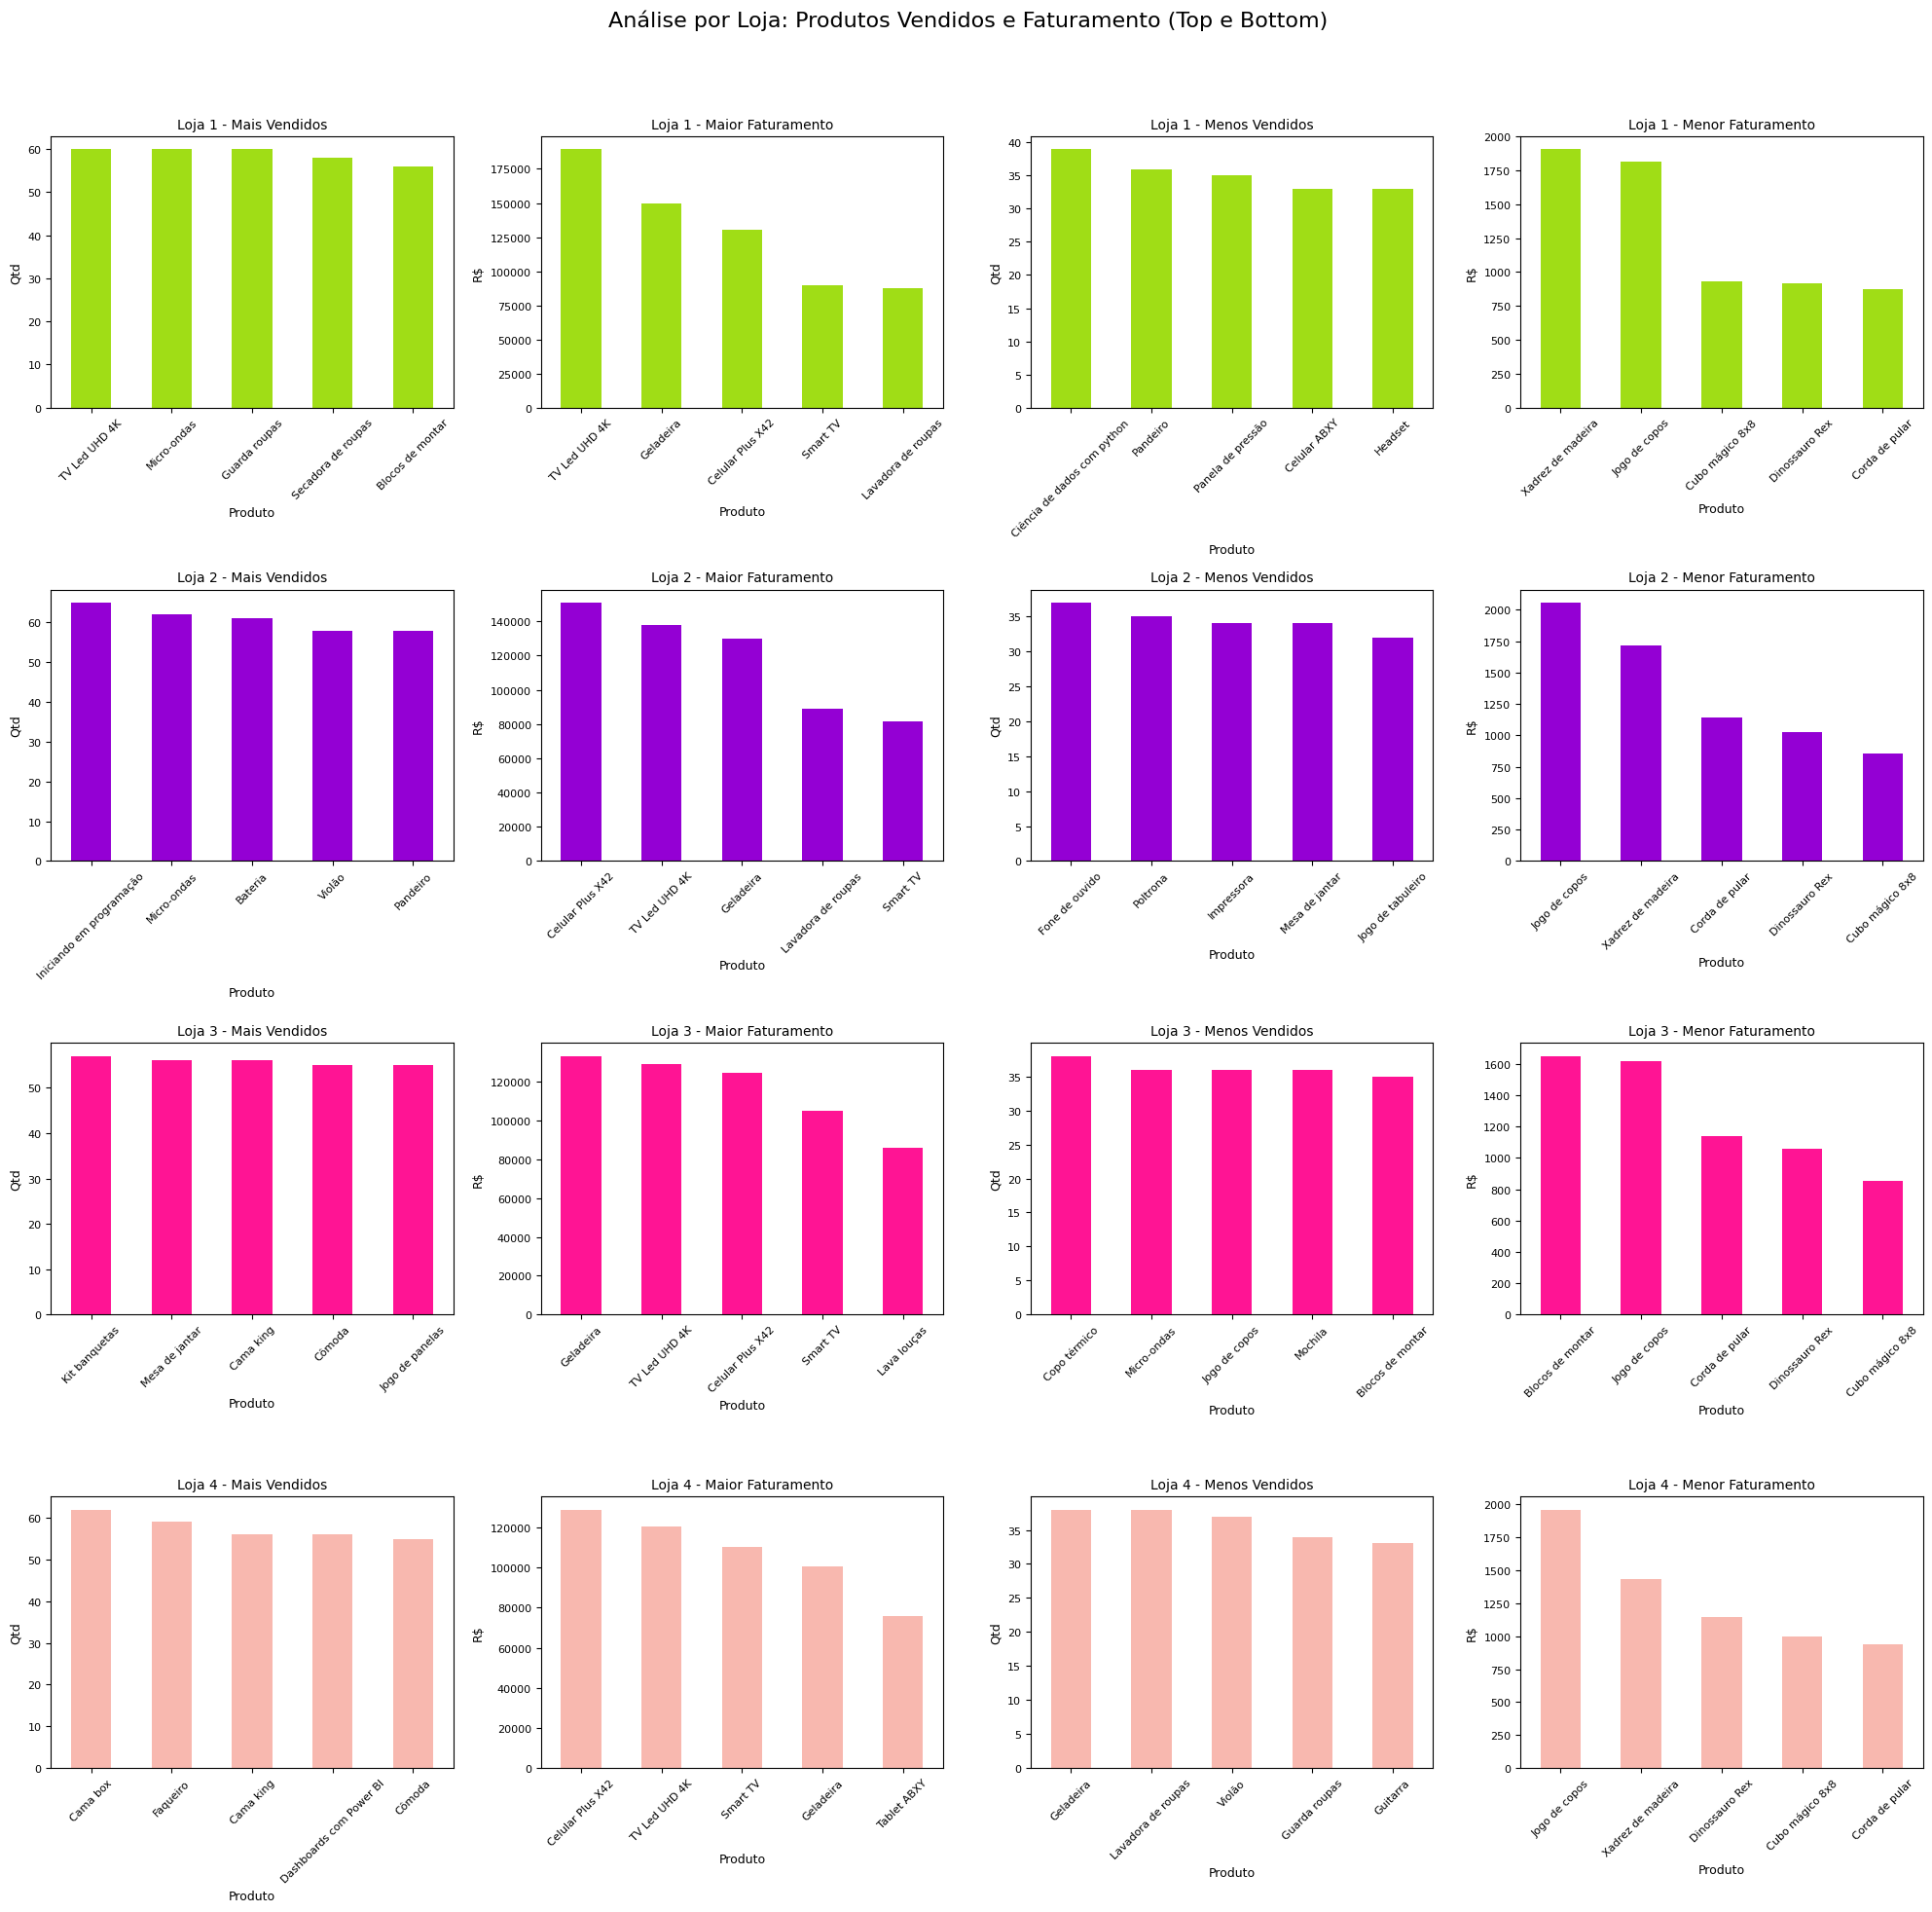 Análise por Loja: Produtos Vendidos e Faturamento (Top e Bottom)
Loja 1 - Mais Vendidos
Qtd
60
50
40
30
20
10
0
TV Led UHD 4K
Micro-ondas
Guarda roupas
Secadora de roupas
Blocos de montar
Produto
Loja 1 - Maior Faturamento
R$
175000
150000
125000
100000
75000
50000
25000
0
TV Led UHD 4K
Geladeira
Celular Plus X42
Smart TV
Lavadora de roupas
Produto
Loja 1 - Menos Vendidos
Qtd
40
35
30
25
20
15
10
5
0
Ciência de dados com python
Pandeiro
Panela de pressão
Celular ABXY
Headset
Produto
Loja 1 - Menor Faturamento
R$
2000
1750
1500
1250
1000
750
500
250
0
Xadrez de madeira
Jogo de copos
Cubo mágico 8x8
Dinossauro Rex
Corda de pular
Produto
Loja 2 - Mais Vendidos
Qtd
60
50
40
30
20
10
0
Iniciando em programação
Micro-ondas
Bateria
Violão
Pandeiro
Produto
Loja 2 - Maior Faturamento
R$
140000
120000
100000
80000
60000
40000
20000
0
Celular Plus X42
TV Led UHD 4K
Geladeira
Lavadora de roupas
Smart TV
Produto
Loja 2 - Menos Vendidos
Qtd
35
30
25
20
15
10
5
0
Fone de ouvido
Poltrona
Impressora
Mesa de jantar
Jogo de tabuleiro
Produto
Loja 2 - Menor Faturamento
R$
2000
1750
1500
1250
1000
750
500
250
0
Jogo de copos
Xadrez de madeira
Corda de pular
Dinossauro Rex
Cubo mágico 8x8
Produto
Loja 3 - Mais Vendidos
Qtd
50
40
30
20
10
0
Kit banquetas
Mesa de jantar
Cama king
Cômoda
Jogo de panelas
Produto
Loja 3 - Maior Faturamento
R$
120000
100000
80000
60000
40000
20000
0
Geladeira
TV Led UHD 4K
Celular Plus X42
Smart TV
Lava louças
Produto
Loja 3 - Menos Vendidos
Qtd
35
30
25
20
15
10
5
0
Copo térmico
Micro-ondas
Jogo de copos
Mochila
Blocos de montar
Produto
Loja 3 - Menor Faturamento
R$
1600
1400
1200
1000
800
600
400
200
0
Blocos de montar
Jogo de copos
Corda de pular
Dinossauro Rex
Cubo mágico 8x8
Produto
Loja 4 - Mais Vendidos
Qtd
60
50
40
30
20
10
0
Cama box
Faqueiro
Cama king
Dashboards com Power BI
Cômoda
Produto
Loja 4 - Maior Faturamento
R$
120000
100000
80000
60000
40000
20000
0
Celular Plus X42
TV Led UHD 4K
Smart TV
Geladeira
Tablet ABXY
Produto
Loja 4 - Menos Vendidos
Qtd
35
30
25
20
15
10
5
0
Geladeira
Lavadora de roupas
Violão
Guarda roupas
Guitarra
Produto
Loja 4 - Menor Faturamento
R$
2000
1750
1500
1250
1000
750
500
250
0
Jogo de copos
Xadrez de madeira
Dinossauro Rex
Cubo mágico 8x8
Corda de pular
Produto